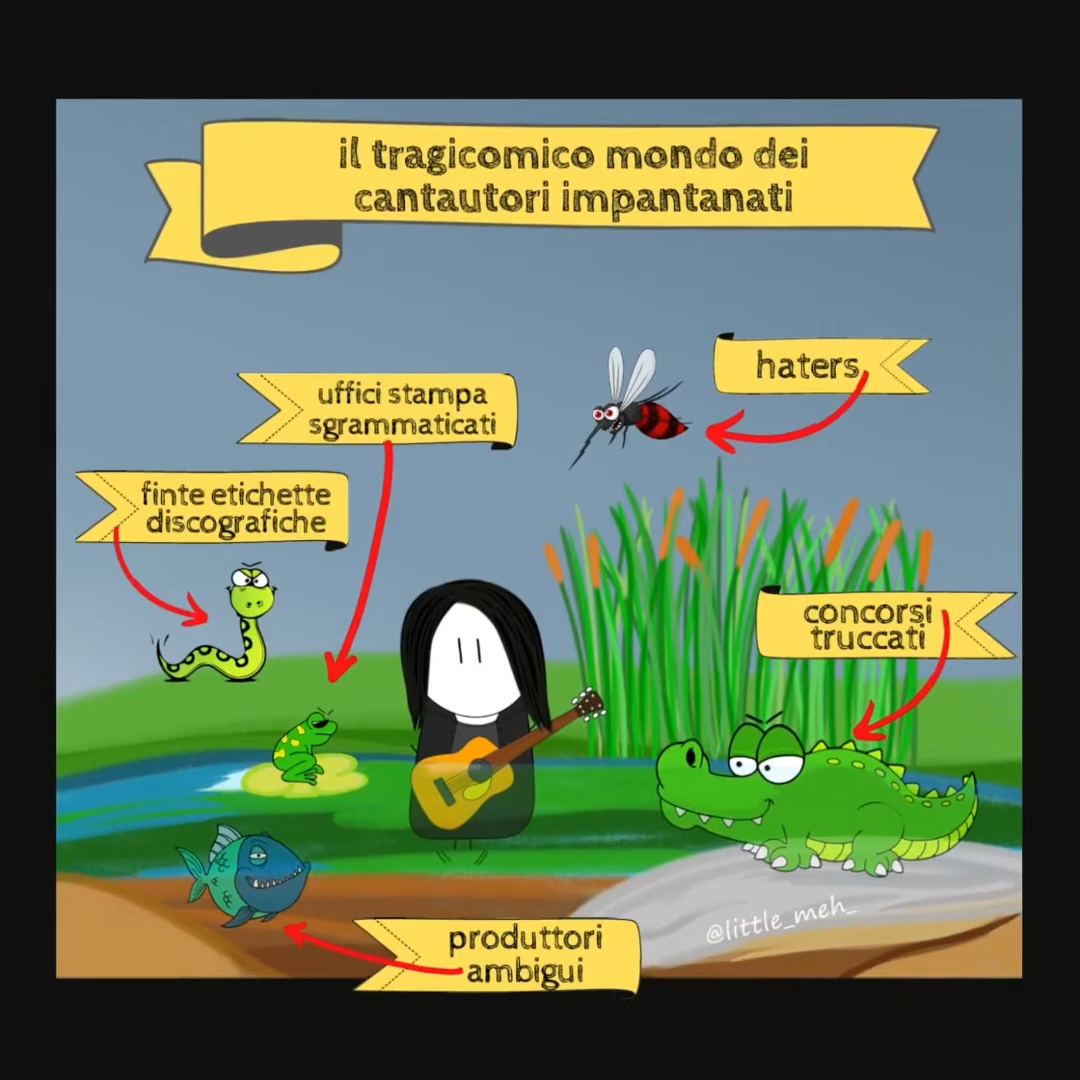 il tragicomico mondo dei
cantautori impantanati
haters
uffici stampa
sgrammaticati
finte etichette
discografiche
concorsi
truccati
@little_meh_
produttori
ambigui